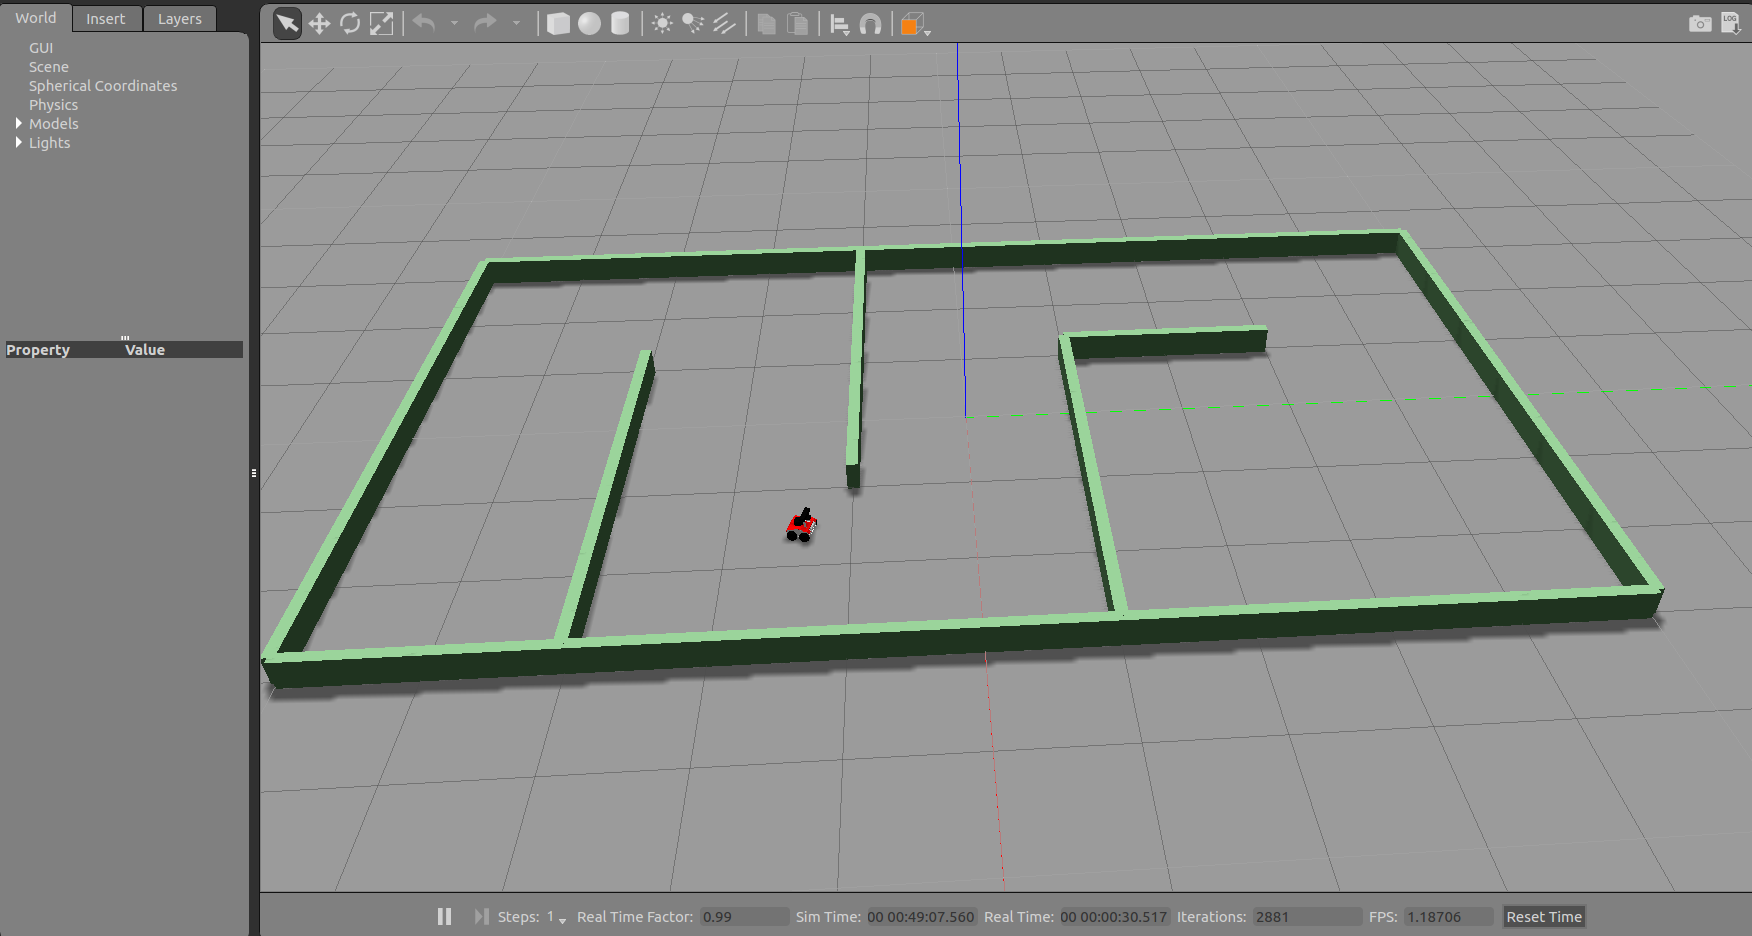 World Insert Layers
GUI
Scene
Spherical Coordinates
Physics
Models
Lights
Property Value
LOG
Steps: 1 Real Time Factor: 0.99 Sim Time: 00 00:49:07.560 Real Time: 00 00:00:30.517 Iterations: 2881 FPS: 1.18706 Reset Time